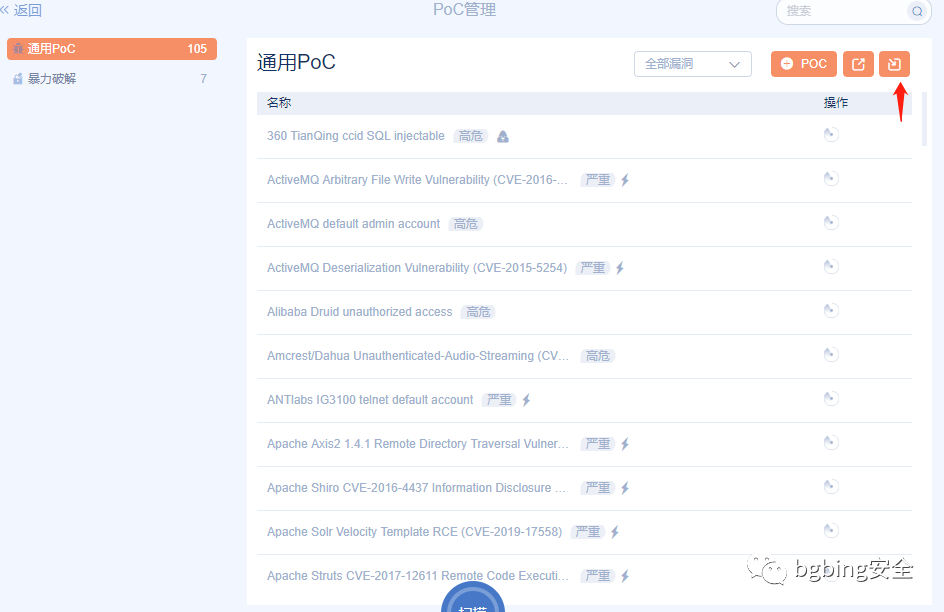 « 返回
PoC管理
搜索
通用PoC 105
暴力破解 7
通用PoC
全部漏洞
POC
名称 操作
360 TianQing ccid SQL injectable 高危
ActiveMQ Arbitrary File Write Vulnerability (CVE-2016-... 严重
ActiveMQ default admin account 高危
ActiveMQ Deserialization Vulnerability (CVE-2015-5254) 严重
Alibaba Druid unauthorized access 高危
Amcrest/Dahua Unauthenticated-Audio-Streaming (CV... 高危
ANTlabs IG3100 telnet default account 严重
Apache Axis2 1.4.1 Remote Directory Traversal Vulner... 严重
Apache Shiro CVE-2016-4437 Information Disclosure ... 严重
Apache Solr Velocity Template RCE (CVE-2019-17558) 严重
Apache Struts CVE-2017-12611 Remote Code Executi... 严重
bgbing安全
扫描